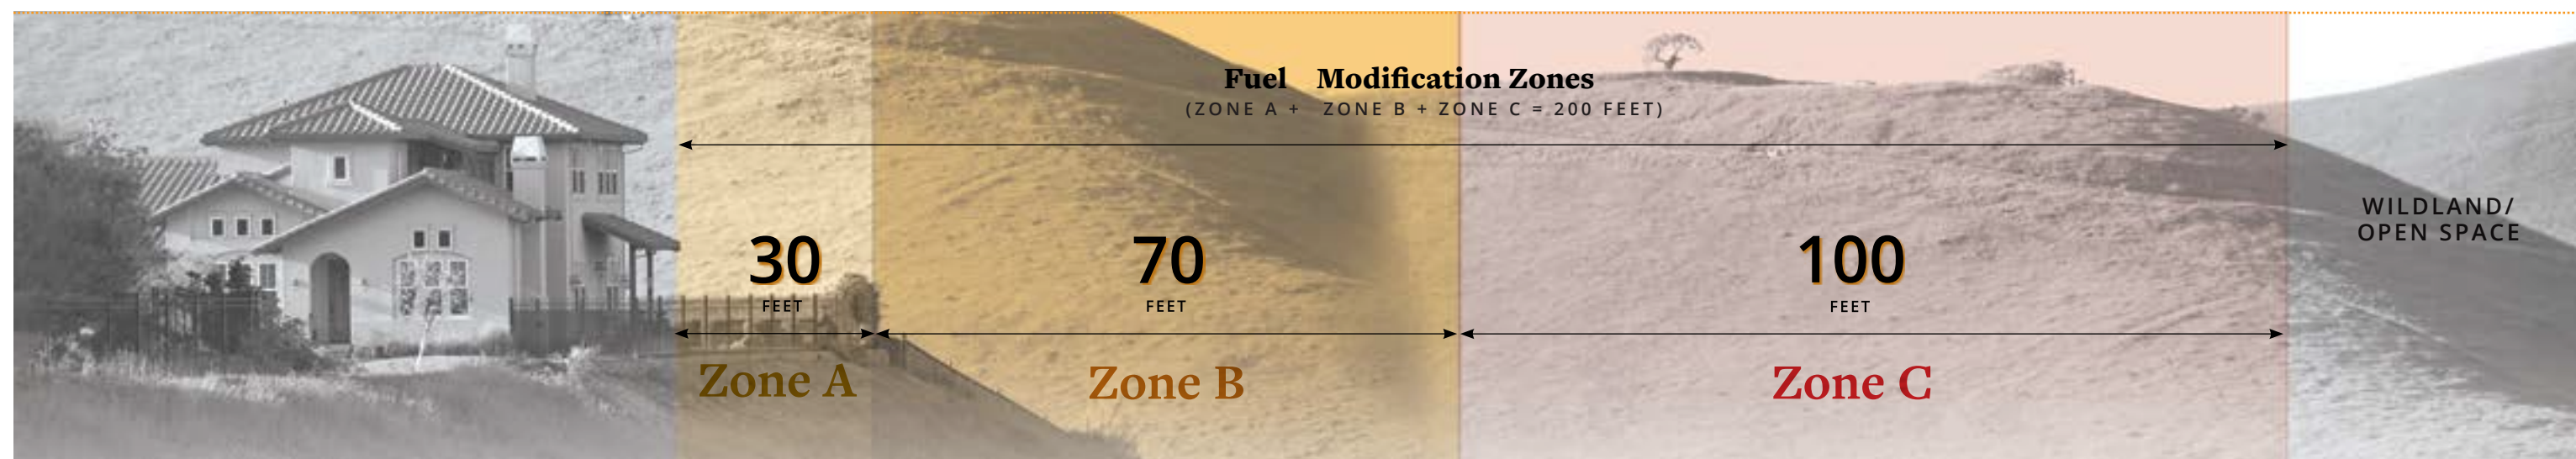 Fuel Modification Zones
(ZONE A + ZONE B + ZONE C = 200 FEET)
30
FEET
Zone A
70
FEET
Zone B
100
FEET
Zone C
WILDLAND/
OPEN SPACE